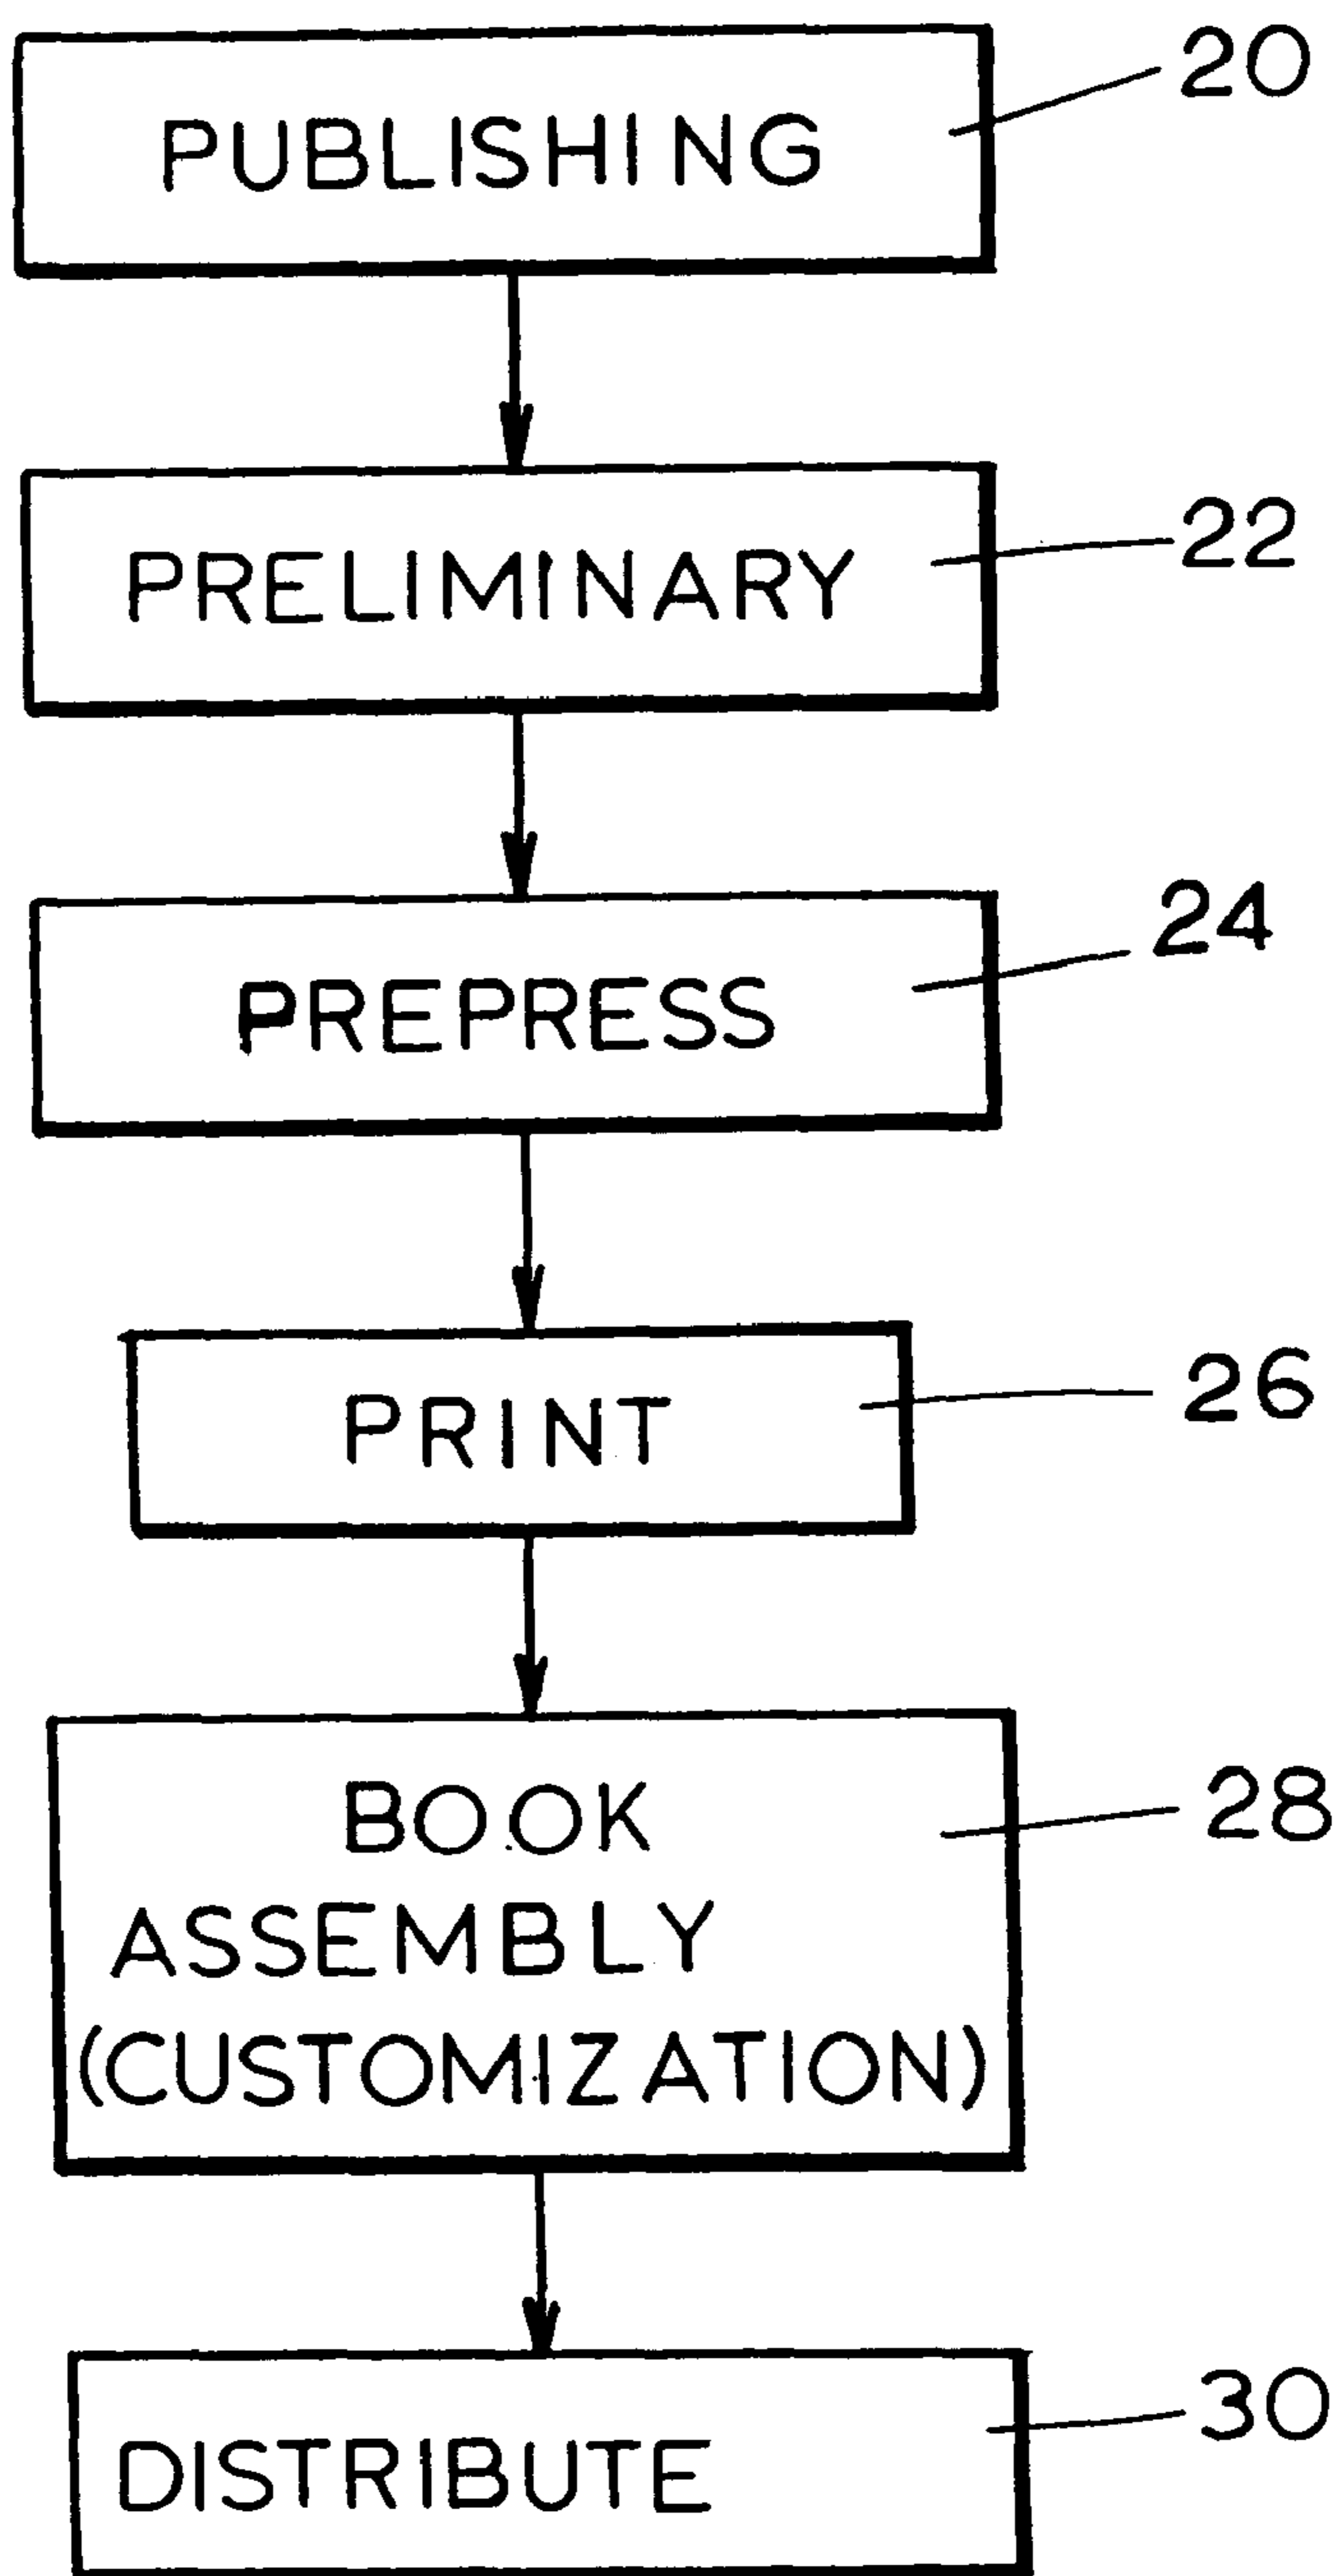 PUBLISHING
20
PRELIMINARY
22
PREPRESS
24
PRINT
26
BOOK
ASSEMBLY
(CUSTOMIZATION)
28
DISTRIBUTE
30